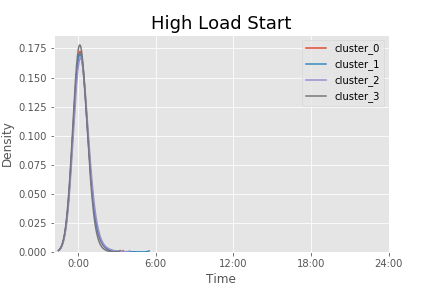 High Load Start
cluster_0
cluster_1
cluster_2
cluster_3
0.175
0.150
0.125
0.100
0.075
0.050
0.025
0.000
Density
0:00 6:00 12:00 18:00 24:00
Time